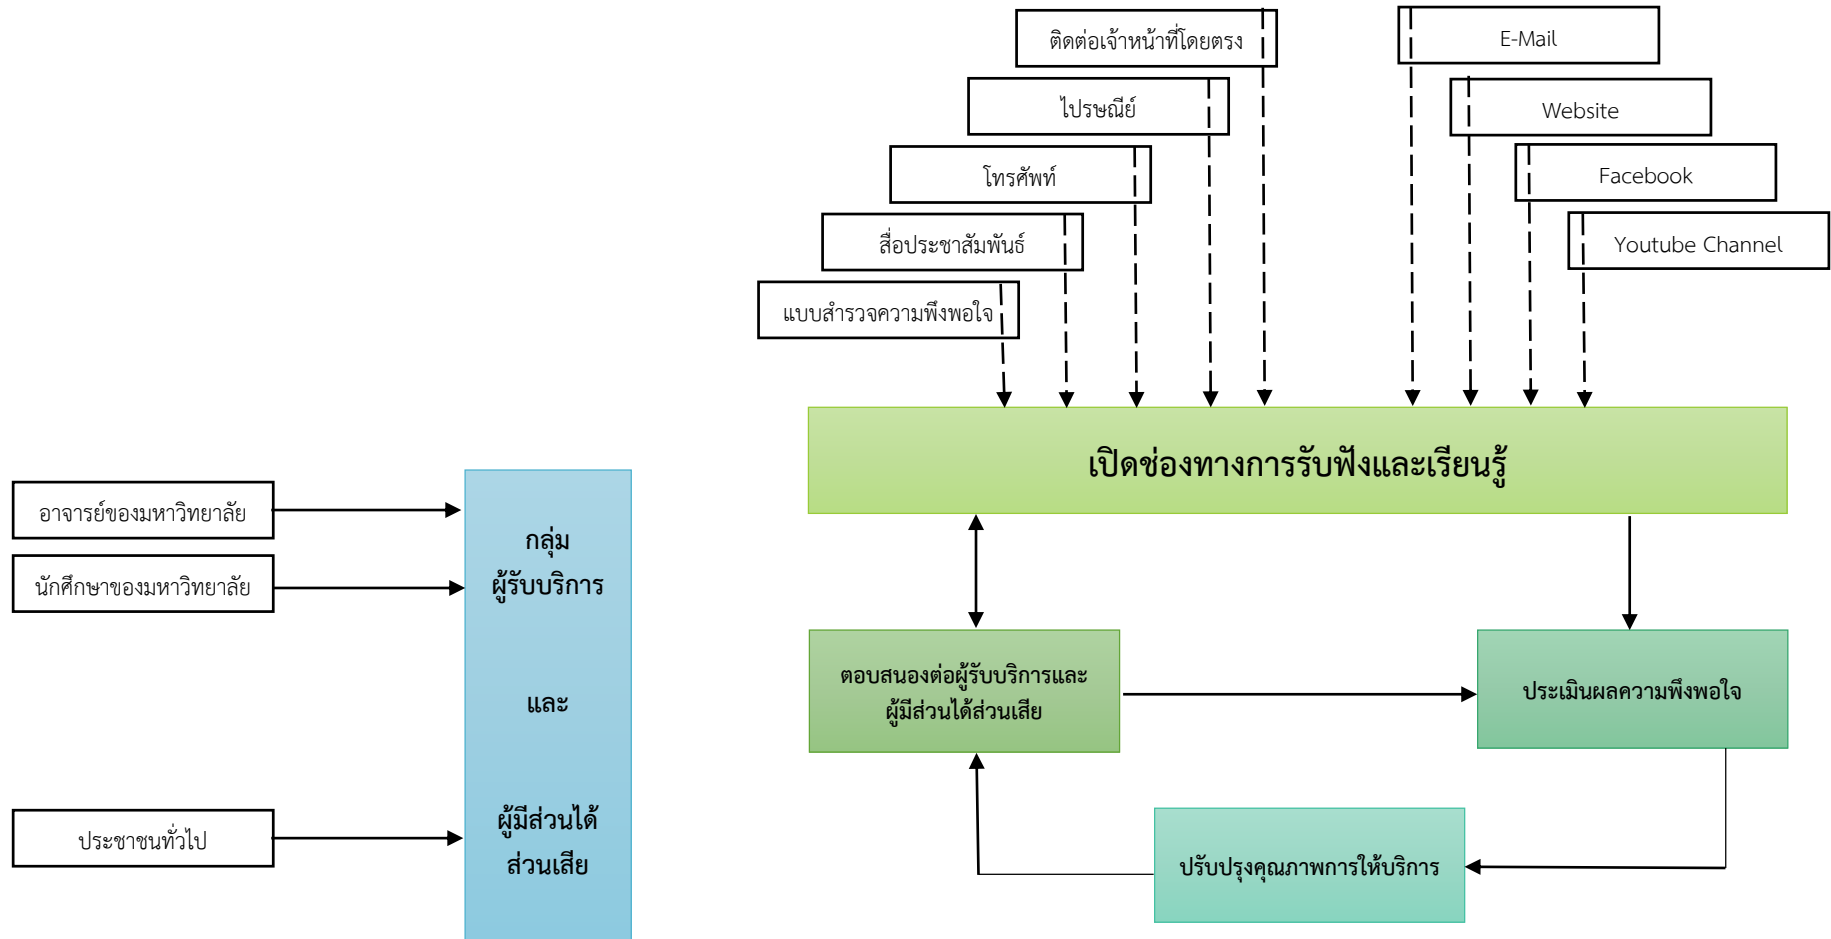 ติดต่อเจ้าหน้าที่โดยตรง
ไปรษณีย์
โทรศัพท์
สื่อประชาสัมพันธ์
แบบสำรวจความพึงพอใจ
E-Mail
Website
Facebook
Youtube Channel
เปิดช่องทางการรับฟังและเรียนรู้
อาจารย์ของมหาวิทยาลัย
นักศึกษาของมหาวิทยาลัย
ประชาชนทั่วไป
กลุ่ม
ผู้รับบริการ
และ
ผู้มีส่วนได้
ส่วนเสีย
ตอบสนองต่อผู้รับบริการและ
ผู้มีส่วนได้ส่วนเสีย
ประเมินผลความพึงพอใจ
ปรับปรุงคุณภาพการให้บริการ